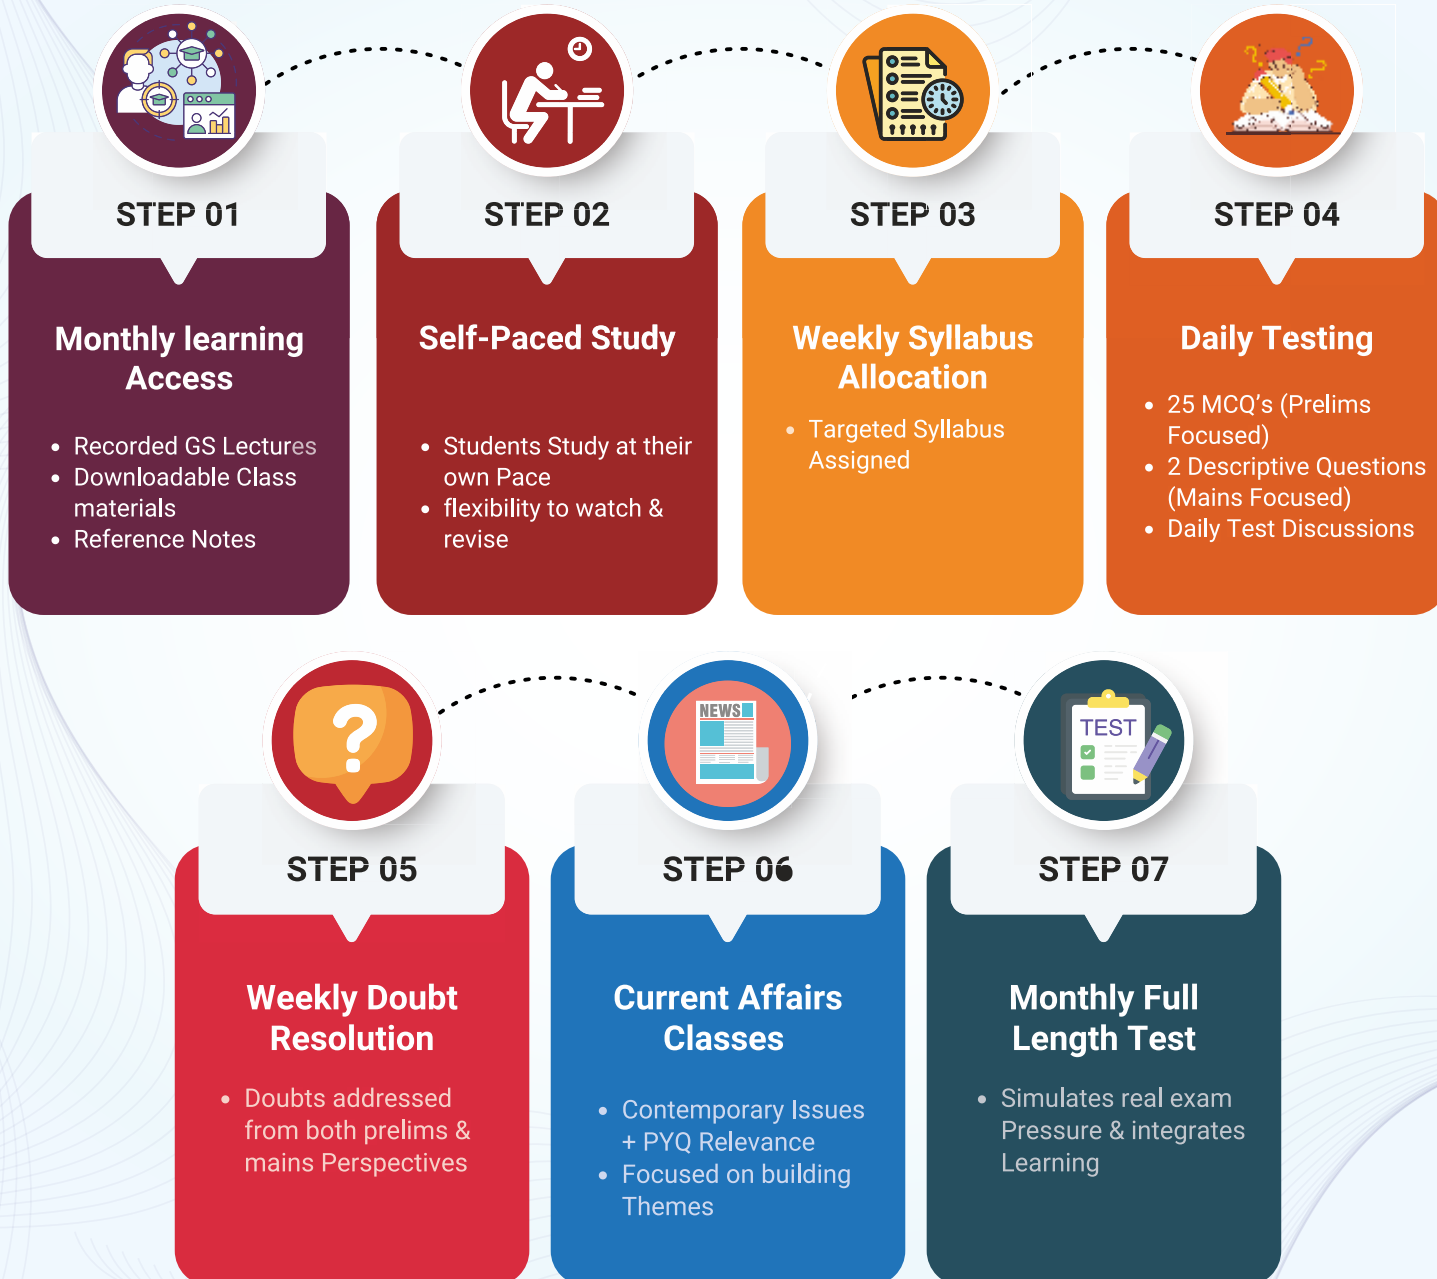 STEP 01
Monthly learning
Access
• Recorded GS Lectures
• Downloadable Class
materials
• Reference Notes
STEP 02
Self-Paced Study
• Students Study at their
own Pace
• flexibility to watch &
revise
STEP 03
Weekly Syllabus
Allocation
• Targeted Syllabus
Assigned
STEP 04
Daily Testing
• 25 MCQ’s (Prelims
Focused)
• 2 Descriptive Questions
(Mains Focused)
• Daily Test Discussions
STEP 05
Weekly Doubt
Resolution
• Doubts addressed
from both prelims &
mains Perspectives
NEWS
STEP 06
Current Affairs
Classes
• Contemporary Issues
+ PYQ Relevance
• Focused on building
Themes
TEST
STEP 07
Monthly Full
Length Test
• Simulates real exam
Pressure & integrates
Learning